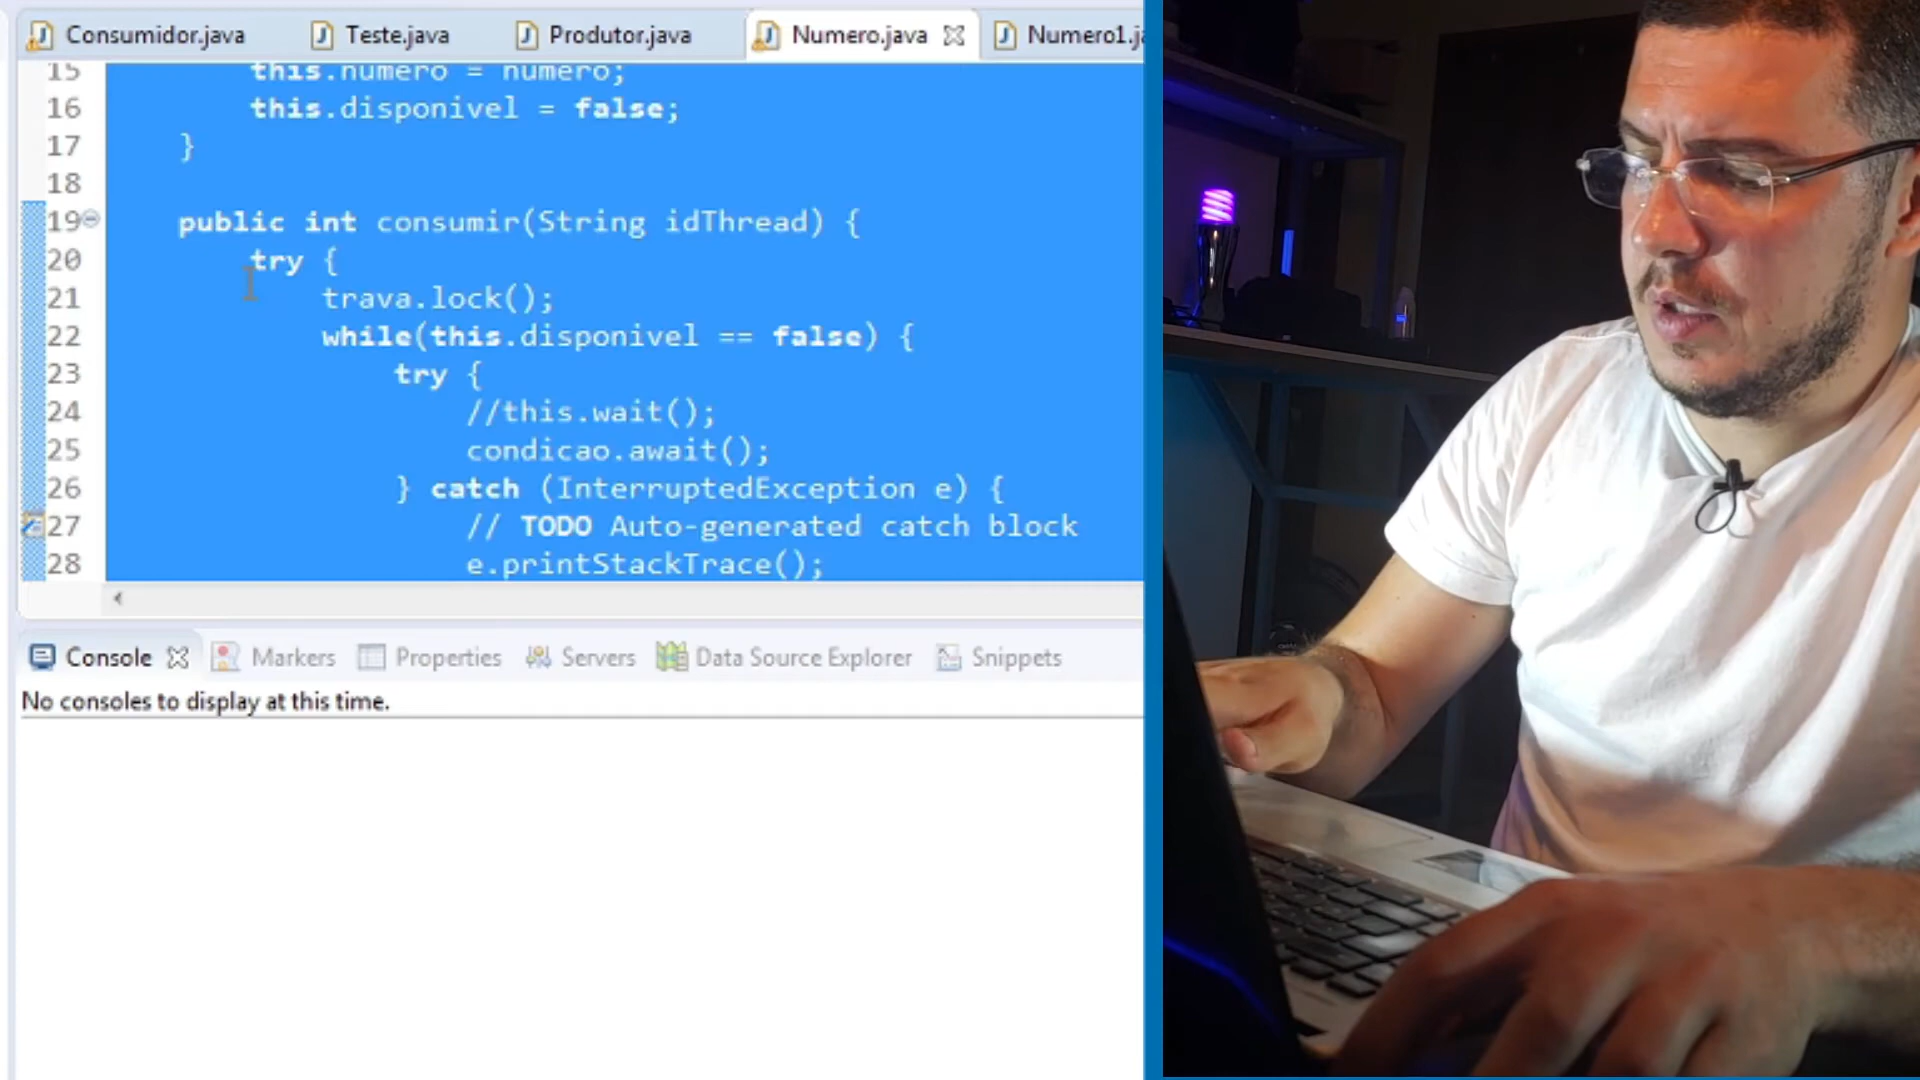 Consumidor.java Teste.java Produtor.java Numero.java Numero1.ja
15 this.numero = numero;
16 this.disponivel = false;
17 }
18
19 public int consumir(String idThread) {
20 try {
21 trava.lock();
22 while(this.disponivel == false) {
23 try {
24 //this.wait();
25 condicao.await();
26 } catch (InterruptedException e) {
27 // TODO Auto-generated catch block
28 e.printStackTrace();
Console Markers Properties Servers Data Source Explorer Snippets
No consoles to display at this time.